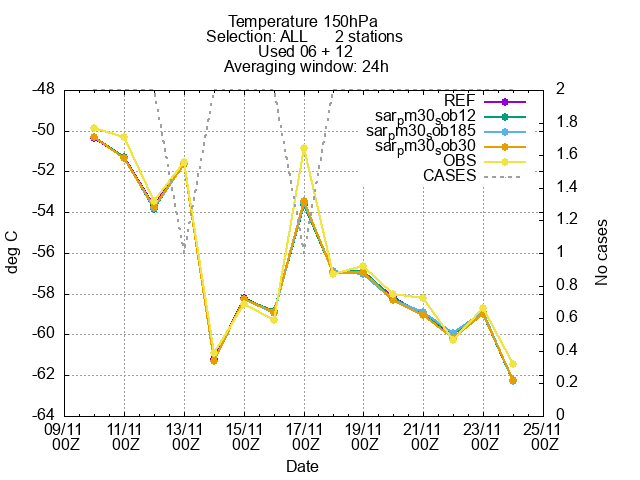 Temperature 150hPa
Selection: ALL 2 stations
Used 06 + 12
Averaging window: 24h
-48 2
REF
sar_pm30_sob12
sar_pm30_sob185
sar_pm30_sob30
OBS
CASES
-50 1.8
-52 1.6
-54 1.4
-56 1.2
-58 1
-60 0.8
-62 0.6
-64 0.4
0.2
0
deg C
No cases
09/11 11/11 13/11 15/11 17/11 19/11 21/11 23/11 25/11
00Z 00Z 00Z 00Z 00Z 00Z 00Z 00Z 00Z
Date